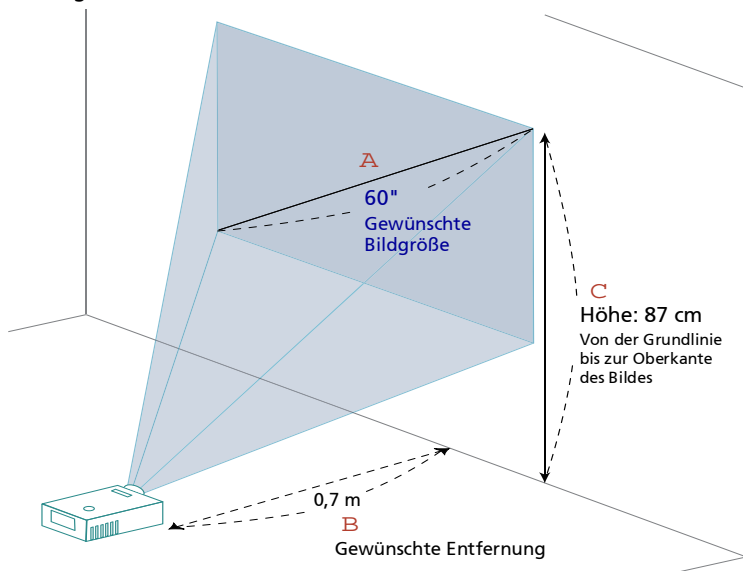 A
60"
Gewünschte
Bildgröße
C
Höhe: 87 cm
Von der Grundlinie
bis zur Oberkante
des Bildes
0,7 m
B
Gewünschte Entfernung